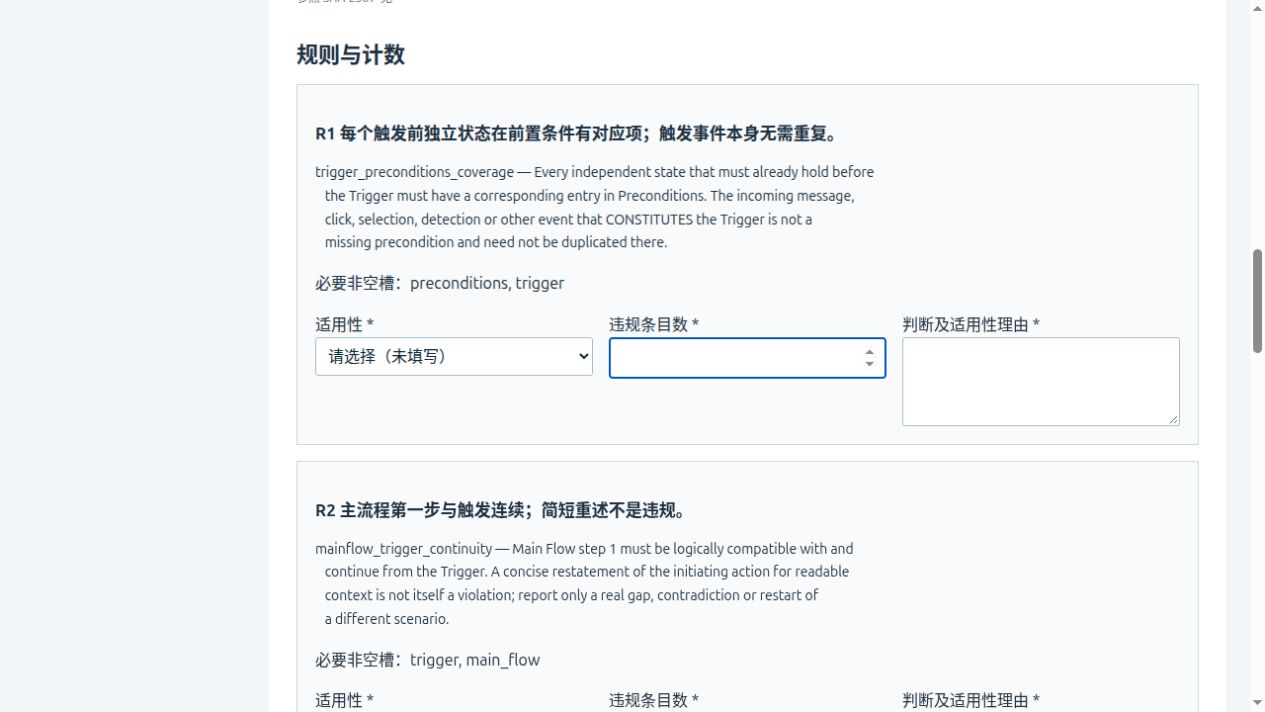 规则与计数
R1 每个触发前独立状态在前置条件有对应项；触发事件本身无需重复。
trigger_preconditions_coverage — Every independent state that must already hold before
the Trigger must have a corresponding entry in Preconditions. The incoming message,
click, selection, detection or other event that CONSTITUTES the Trigger is not a
missing precondition and need not be duplicated there.
必要非空槽：preconditions, trigger
适用性 * 违规条目数 * 判断及适用性理由 *
请选择（未填写）
R2 主流程第一步与触发连续；简短重述不是违规。
mainflow_trigger_continuity — Main Flow step 1 must be logically compatible with and
continue from the Trigger. A concise restatement of the initiating action for readable
context is not itself a violation; report only a real gap, contradiction or restart of
a different scenario.
必要非空槽：trigger, main_flow
适用性 * 违规条目数 * 判断及适用性理由 *